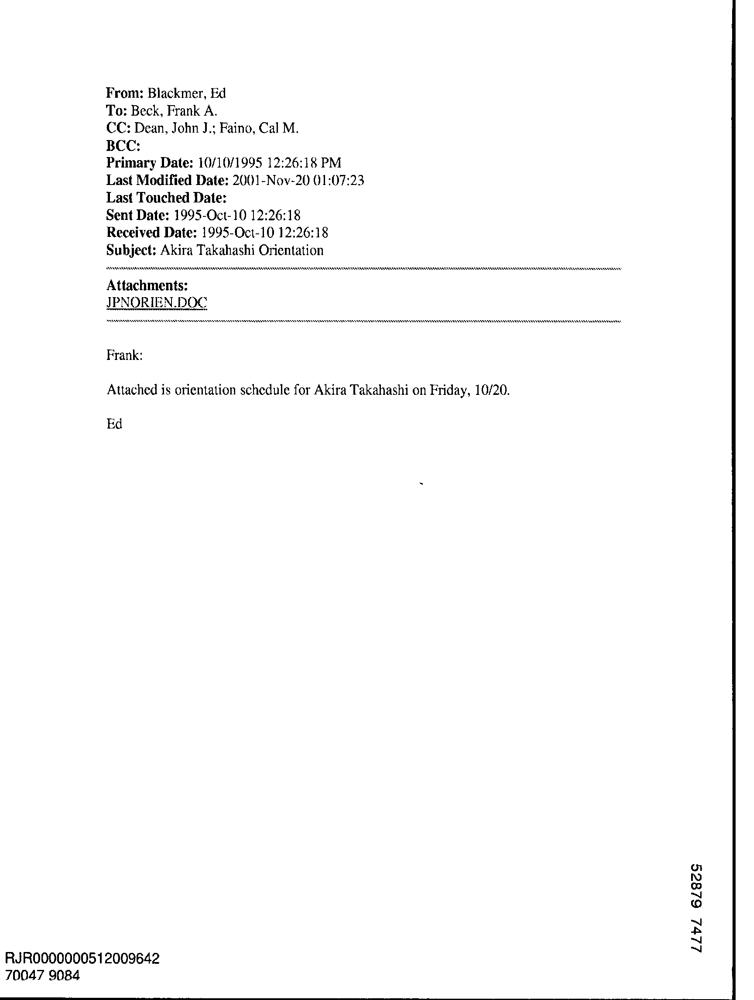 From: Blackmer, Ed
To: Beck, Frank A.
CC: Dean, John J.; Faino, Cal M.
BCC:
Primary Date: 10/10/1995 12:26:18 PM
Last Modified Date: 2001-Nov-20 01:07:23
Last Touched Date:
Sent Date: 1995-Oct-10 12:26:18
Received Date: 1995-Oct-10 12:26:18
Subject: Akira Takahashi Orientation
Attachments:
JPNORIEN.DOC
Frank:
Attached is orientation schedule for Akira Takahashi on Friday, 10/20.
Ed
52879 7477
RJR0000000512009642
70047 9084